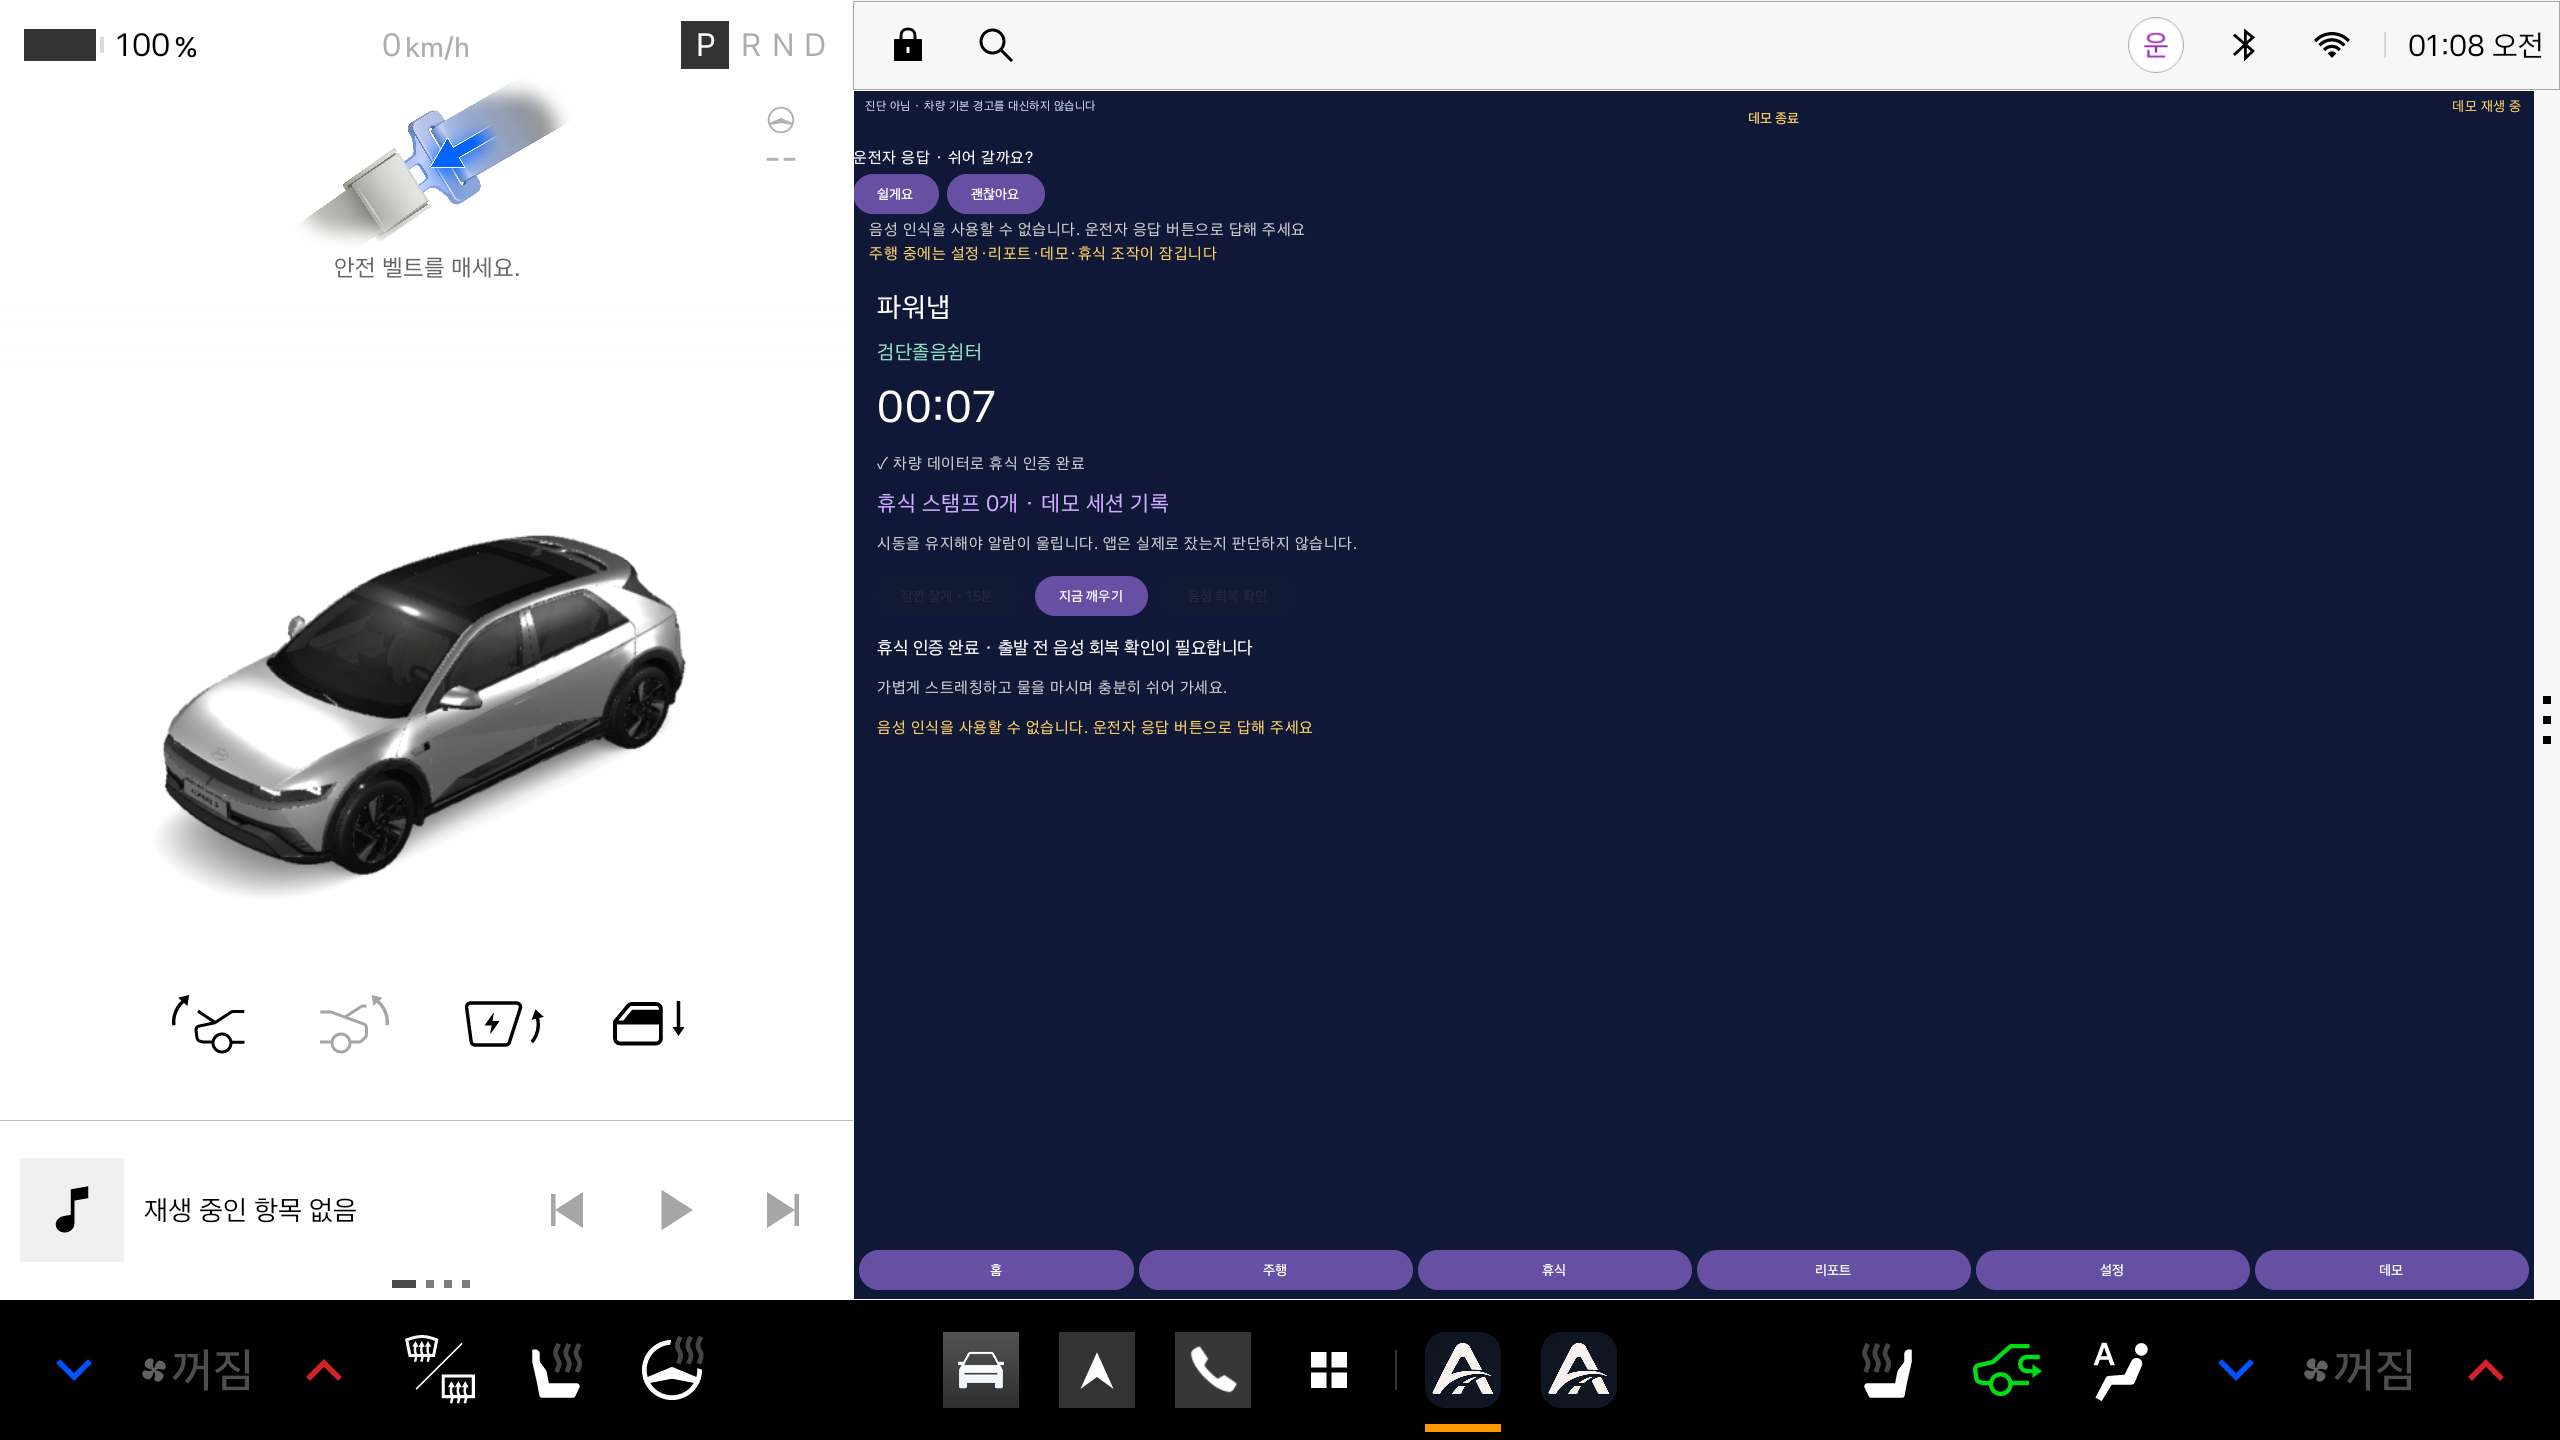 100 %
0 km/h
P R N D
01:08 오전
운
진단 아님 · 차량 기본 경고를 대신하지 않습니다
데모 종료
데모 재생 중
운전자 응답 · 쉬어 갈까요?
쉴게요
괜찮아요
음성 인식을 사용할 수 없습니다. 운전자 응답 버튼으로 답해 주세요
주행 중에는 설정·리포트·데모·휴식 조작이 잠깁니다
안전 벨트를 매세요.
파워냅
검단졸음쉼터
00:07
✓ 차량 데이터로 휴식 인증 완료
휴식 스탬프 0개 · 데모 세션 기록
시동을 유지해야 알람이 울립니다. 앱은 실제로 잤는지 판단하지 않습니다.
잠깐 잘게 · 15분
지금 깨우기
음성 회복 확인
휴식 인증 완료 · 출발 전 음성 회복 확인이 필요합니다
가볍게 스트레칭하고 물을 마시며 충분히 쉬어 가세요.
음성 인식을 사용할 수 없습니다. 운전자 응답 버튼으로 답해 주세요
재생 중인 항목 없음
홈
주행
휴식
리포트
설정
데모
꺼짐
A
꺼짐